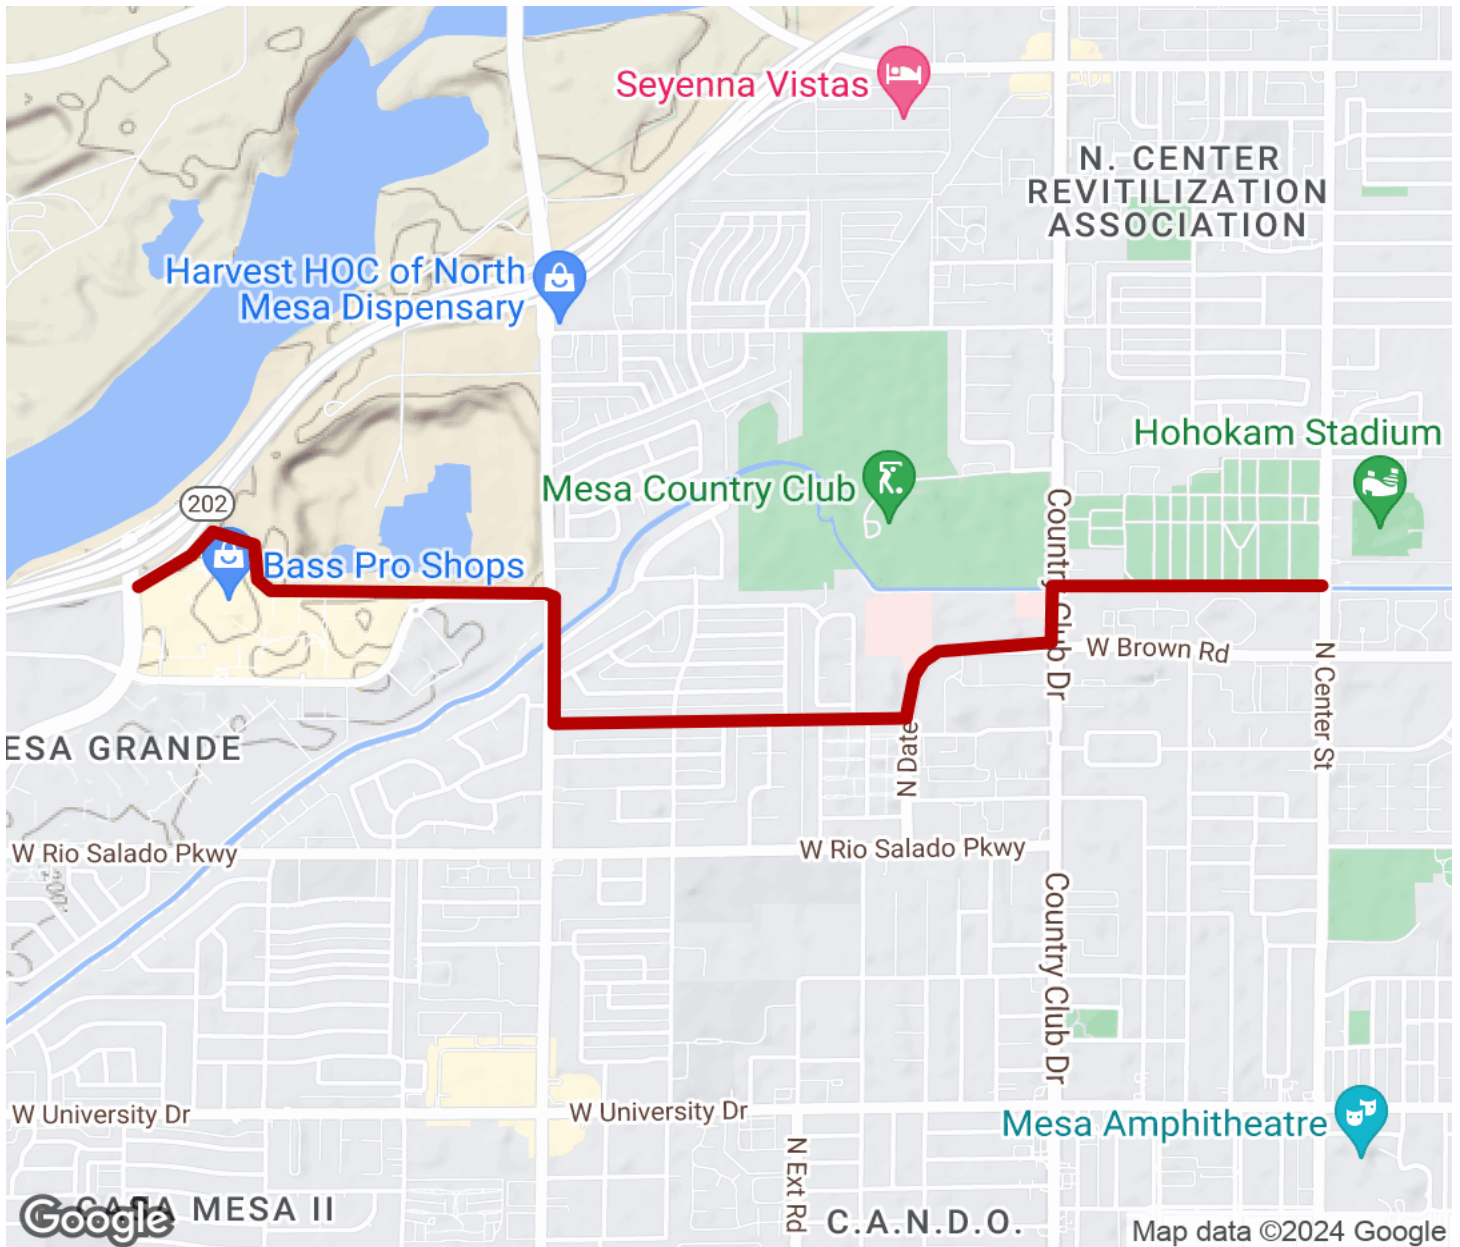 Seyenna Vistas
N. CENTER
REVITILIZATION
ASSOCIATION
Harvest HOC of North
Mesa Dispensary
Hohokam Stadium
Mesa Country Club
202
Bass Pro Shops
Country Club Dr
W Brown Rd
N Center St
ESA GRANDE
N Date
W Rio Salado Pkwy
W Rio Salado Pkwy
Country Club Dr
W University Dr
W University Dr
Mesa Amphitheatre
N Ext Rd
CASA MESA II
C.A.N.D.O.
Google
Map data ©2024 Google